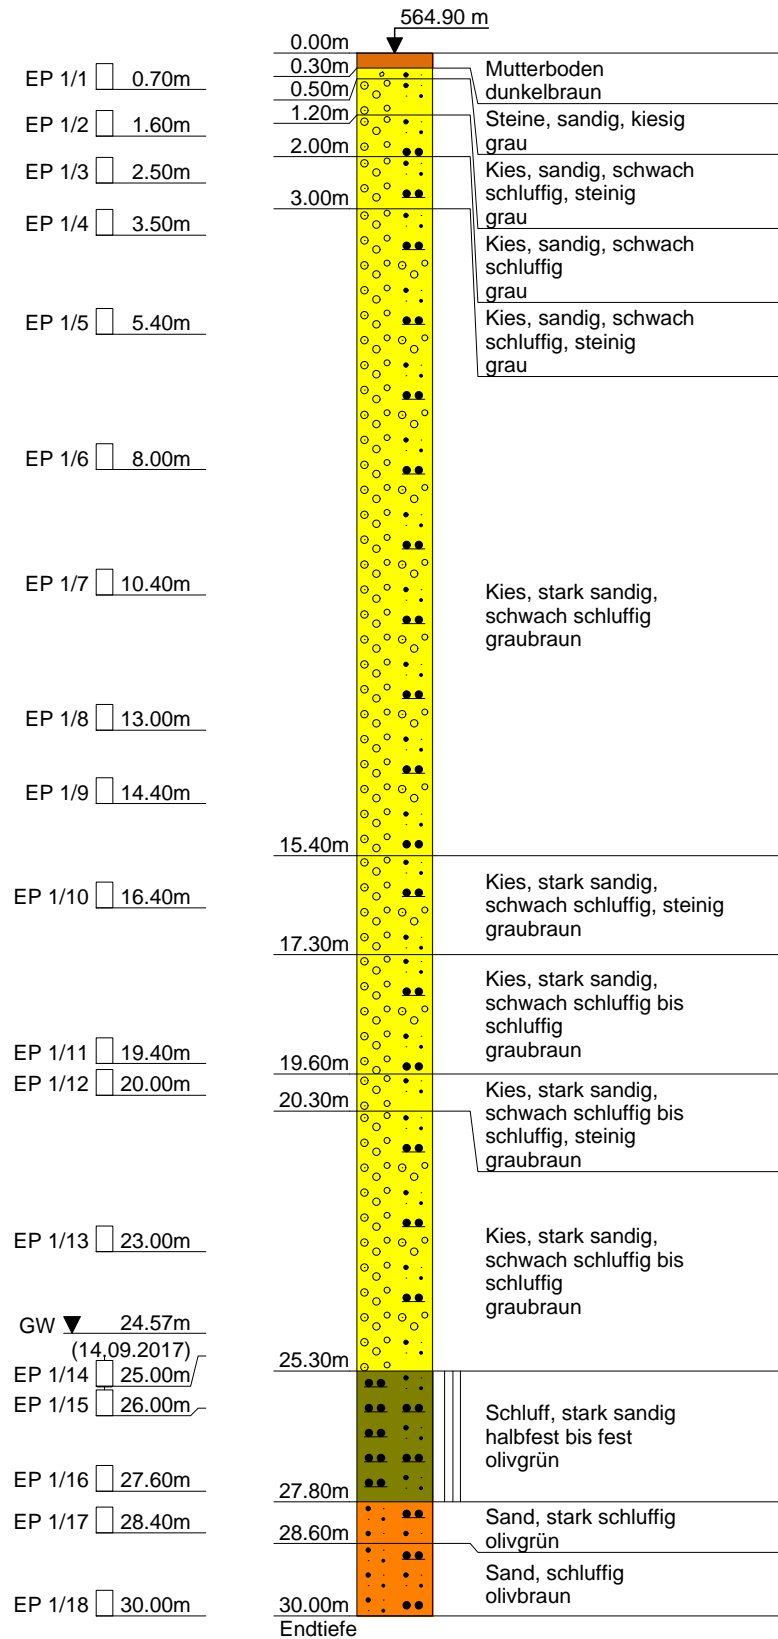 564.90 m
0.00m
0.30m
EP 1/1 0.70m
Mutterboden
dunkelbraun
0.50m
1.20m
EP 1/2 1.60m
Steine, sandig, kiesig
grau
2.00m
EP 1/3 2.50m
Kies, sandig, schwach
schluffig, steinig
grau
3.00m
EP 1/4 3.50m
Kies, sandig, schwach
schluffig
grau
EP 1/5 5.40m
Kies, sandig, schwach
schluffig, steinig
grau
EP 1/6 8.00m
EP 1/7 10.40m
Kies, stark sandig,
schwach schluffig
graubraun
EP 1/8 13.00m
EP 1/9 14.40m
15.40m
EP 1/10 16.40m
Kies, stark sandig,
schwach schluffig, steinig
graubraun
17.30m
Kies, stark sandig,
schwach schluffig bis
schluffig
graubraun
EP 1/11 19.40m
19.60m
EP 1/12 20.00m
20.30m
Kies, stark sandig,
schwach schluffig bis
schluffig, steinig
graubraun
EP 1/13 23.00m
Kies, stark sandig,
schwach schluffig bis
schluffig
graubraun
GW 24.57m
(14.09.2017)
25.30m
EP 1/14 25.00m
EP 1/15 26.00m
Schluff, stark sandig
halbfest bis fest
olivgrün
EP 1/16 27.60m
27.80m
EP 1/17 28.40m
Sand, stark schluffig
olivgrün
28.60m
Sand, schluffig
olivbraun
EP 1/18 30.00m
30.00m
Endtiefe